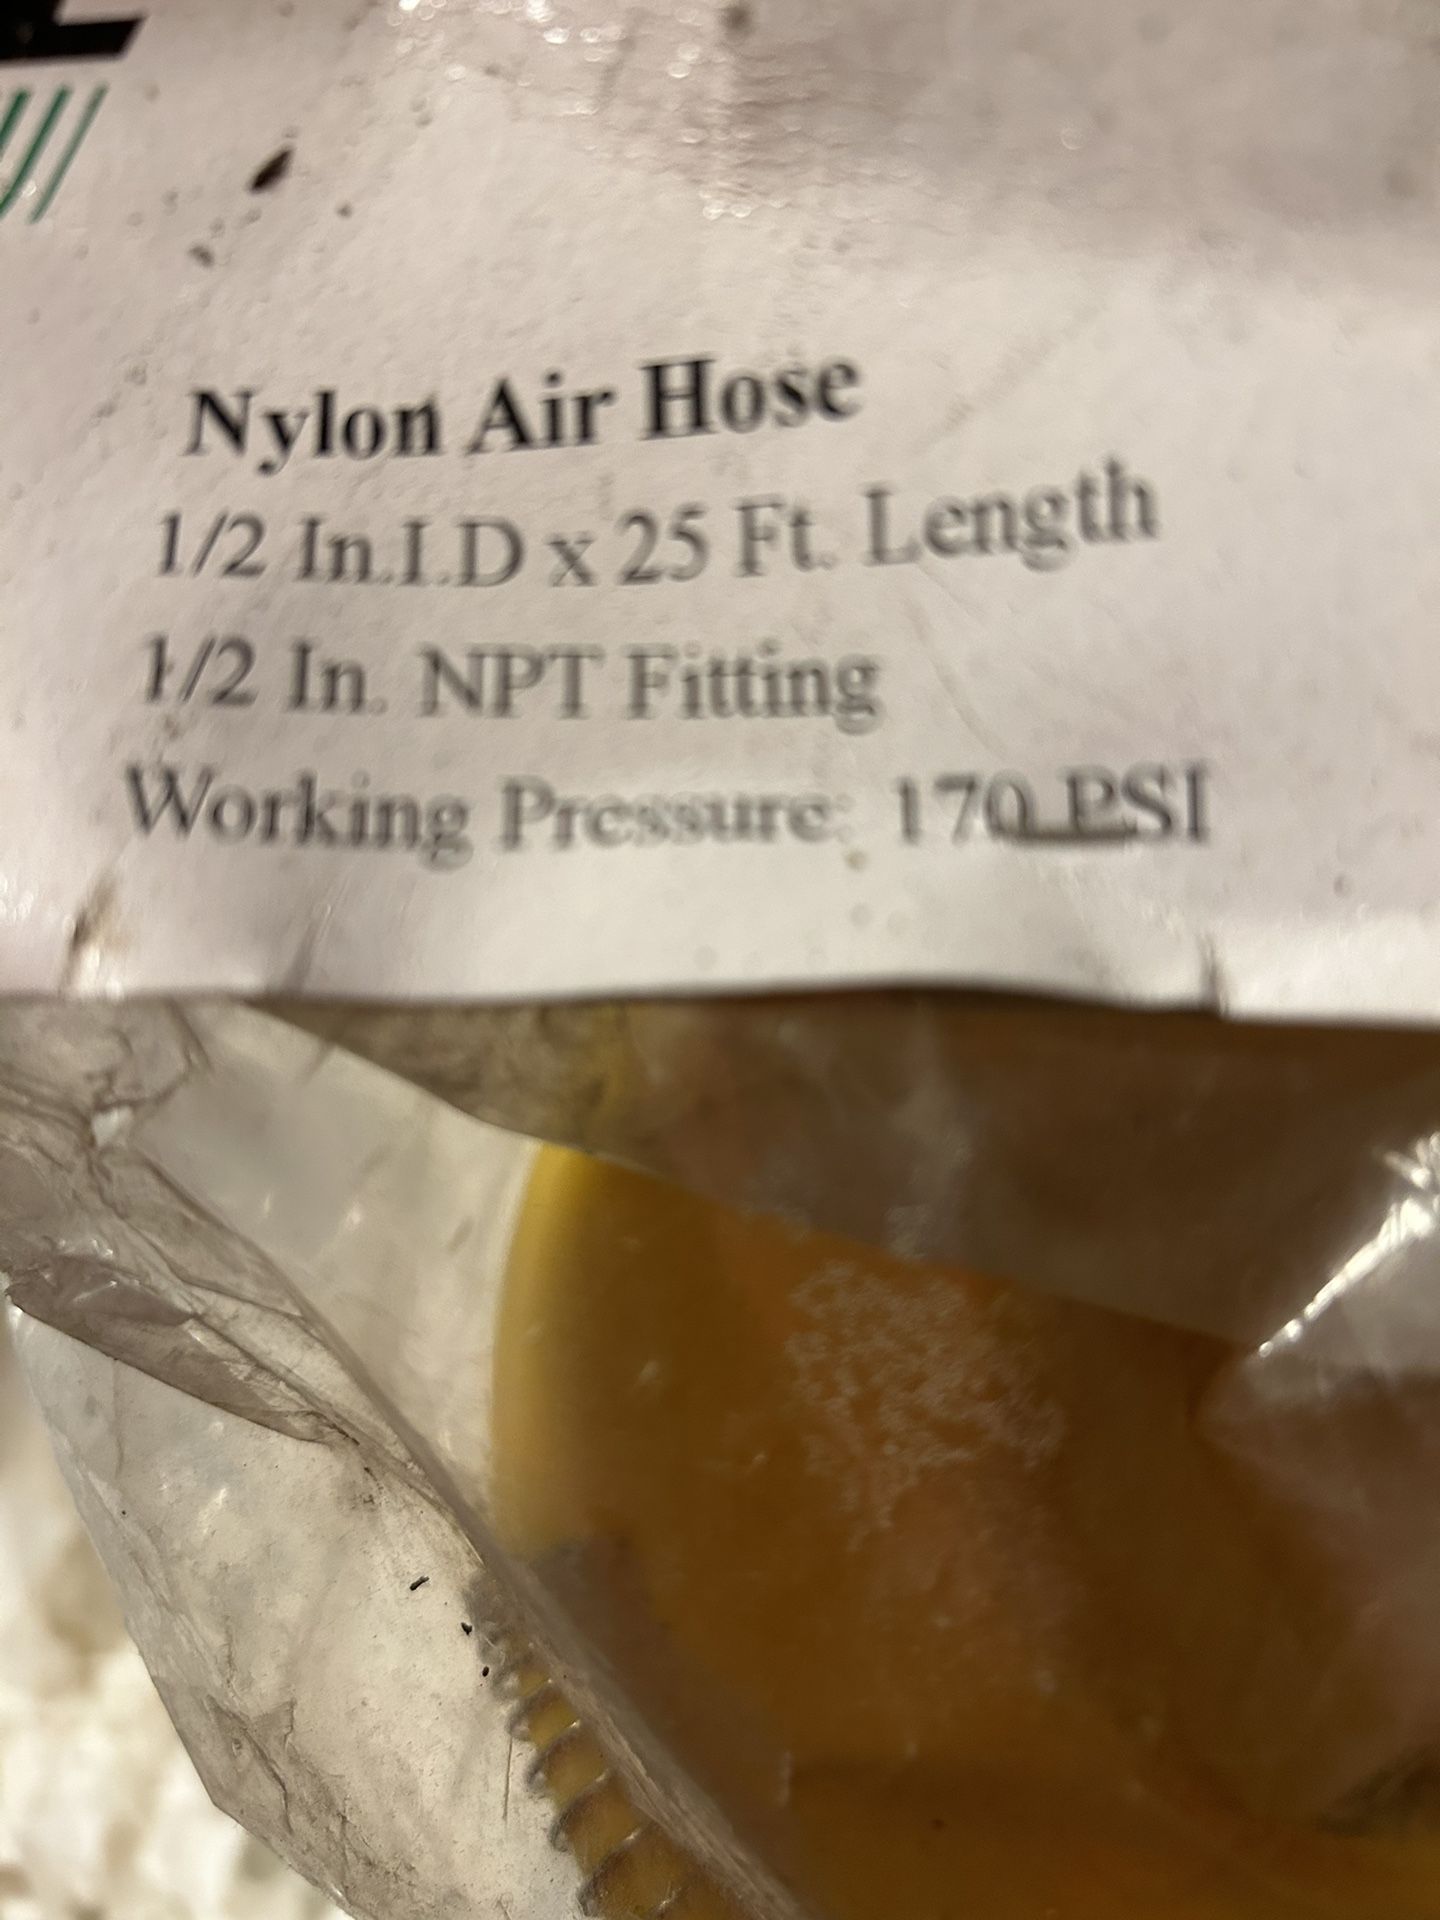 Nylon Air Hose
1/2 In.I.D x 25 Ft. Length
1/2 In. NPT Fitting
Working Pressure: 170 PSI